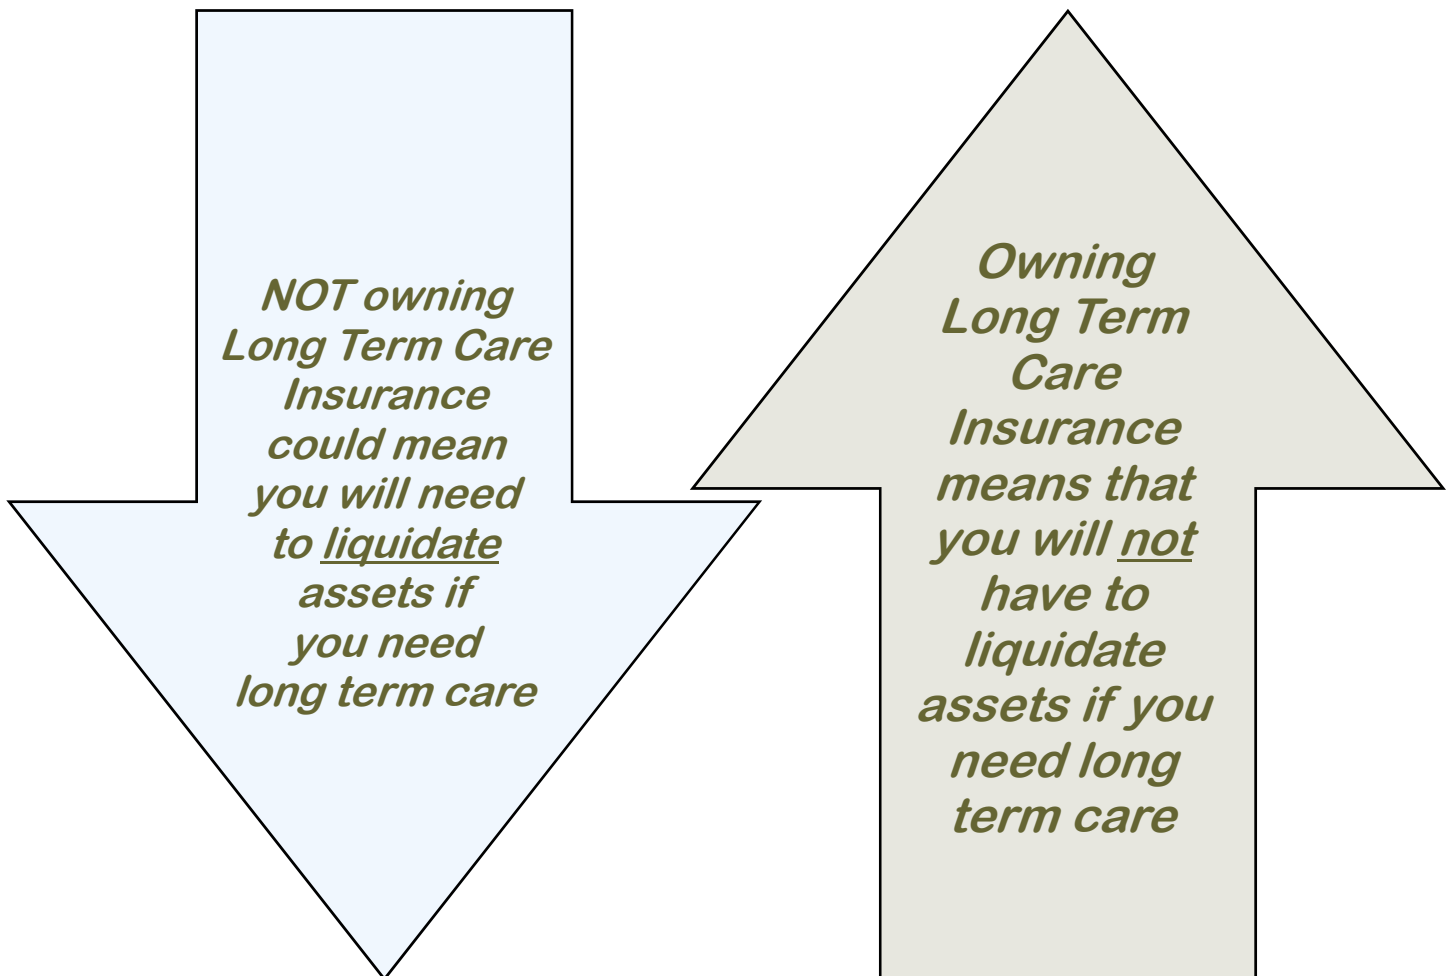 NOT owning
Long Term Care
Insurance
could mean
you will need
to liquidate
assets if
you need
long term care
Owning
Long Term
Care
Insurance
means that
you will not
have to
liquidate
assets if you
need long
term care